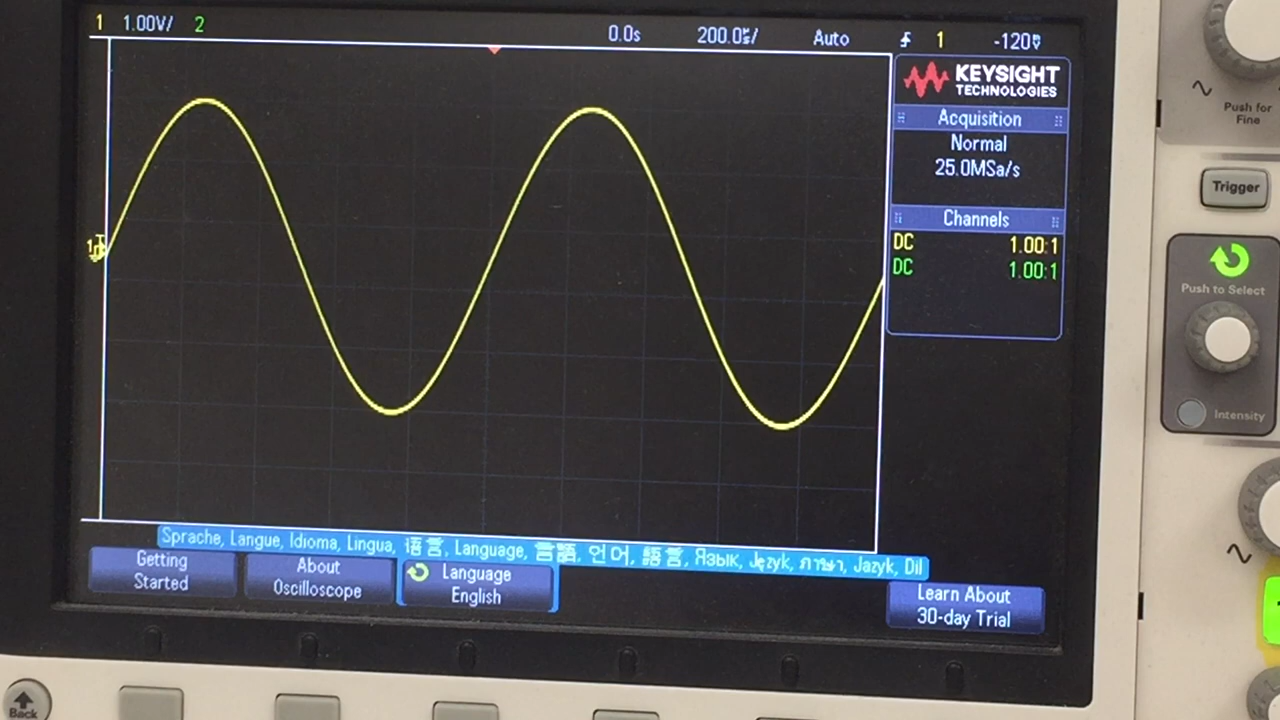 1 1.00V/ 2 0.0s 200.0㎲/ Auto 1 -120
KEYSIGHT
TECHNOLOGIES
Acquisition
Normal
25.0MSa/s
Channels
DC 1.00:1
DC 1.00:1
Sprache, Langue, Idioma, Lingua, 语言, Language, 言語, 언어, 語言, Язык, Język, ภาษา, Jazyk, Dil
Getting
Started
About
Oscilloscope
Language
English
Learn About
30-day Trial
Push for
Fine
Trigger
Push to Select
Intensity
Back